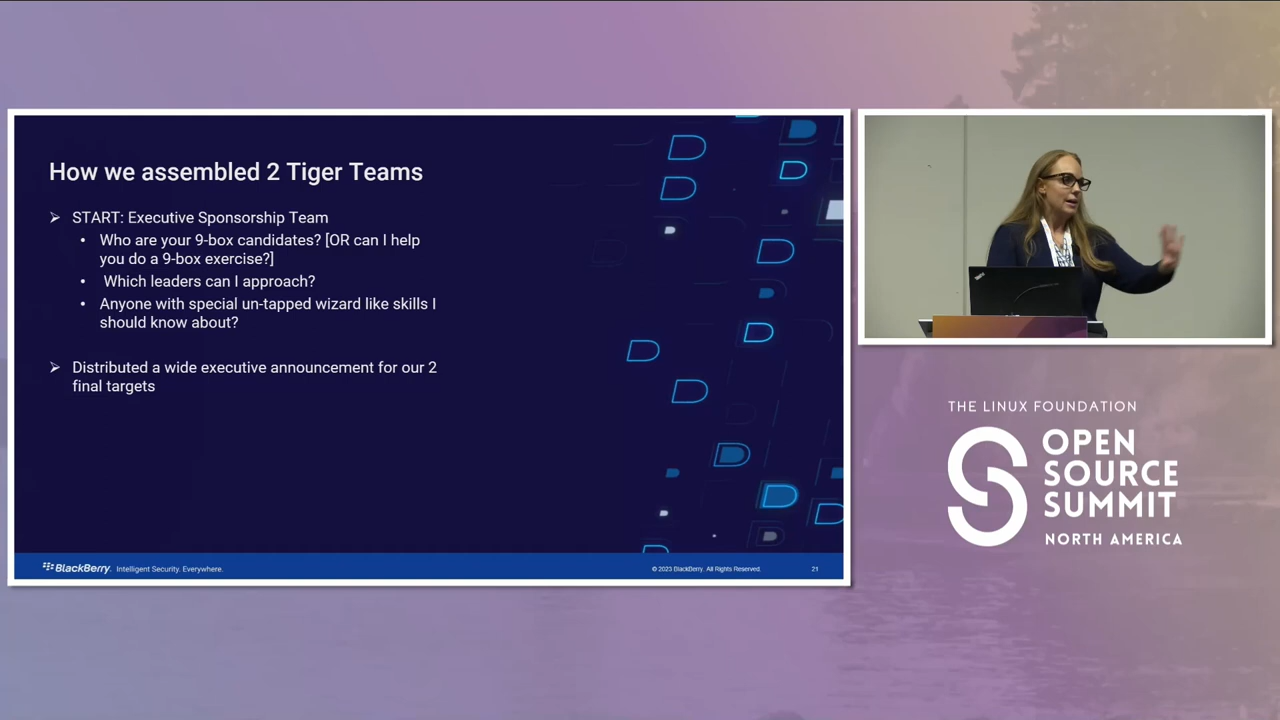 How we assembled 2 Tiger Teams
➢ START: Executive Sponsorship Team
• Who are your 9-box candidates? [OR can I help
you do a 9-box exercise?]
• Which leaders can I approach?
• Anyone with special un-tapped wizard like skills I
should know about?
➢ Distributed a wide executive announcement for our 2
final targets
BlackBerry. Intelligent Security. Everywhere.
© 2023 BlackBerry. All Rights Reserved.
21
THE LINUX FOUNDATION
OPEN
SOURCE
SUMMIT
NORTH AMERICA